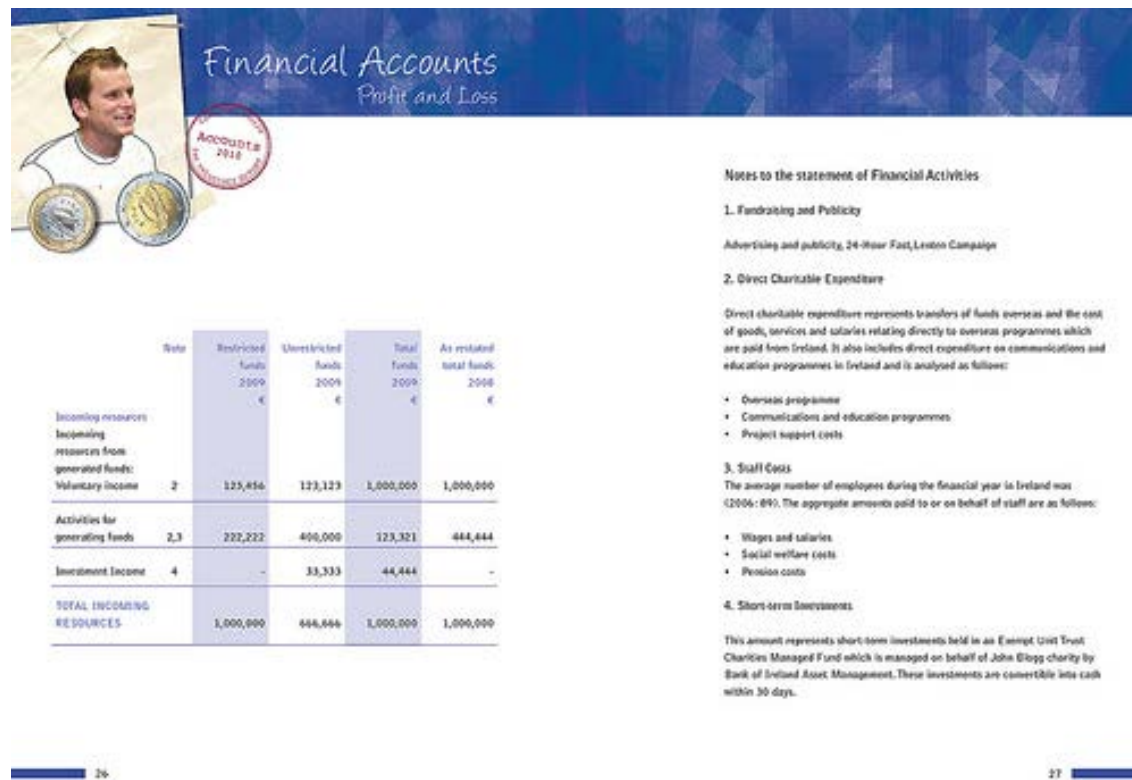 Financial Accounts
Profit and Loss
Accounts
2010
Note Restricted Unrestricted Total As restated
funds funds funds total funds
2009 2009 2009 2008
€ € € €
Incoming resources
Incomining
resources from
generated funds:
Voluntary income 2 123,456 123,123 1,000,000 1,000,000
Activities for
generating funds 2,3 222,222 400,000 123,321 444,444
Investment Income 4 - 33,333 44,444 -
TOTAL INCOMING
RESOURCES 1,000,000 666,666 1,000,000 1,000,000
26
Notes to the statement of Financial Activities
1. Fundraising and Publicity
Advertising and publicity, 24-Hour Fast,Lenten Campaign
2. Direct Charitable Expenditure
Direct charitable expenditure represents transfers of funds overseas and the cost
of goods, services and salaries relating directly to overseas programmes which
are paid from Ireland. It also includes direct expenditure on communications and
education programmes in Ireland and is analysed as follows:
• Overseas programme
• Communications and education programmes
• Project support costs
3. Staff Costs
The average number of employees during the financial year in Ireland was
(2006: 89). The aggregate amounts paid to or on behalf of staff are as follows:
• Wages and salaries
• Social welfare costs
• Pension costs
4. Short-term Investments
This amount represents short-term investments held in an Exempt Unit Trust
Charities Managed Fund which is managed on behalf of John Blogg charity by
Bank of Ireland Asset Management. These investments are convertible into cash
within 30 days.
27